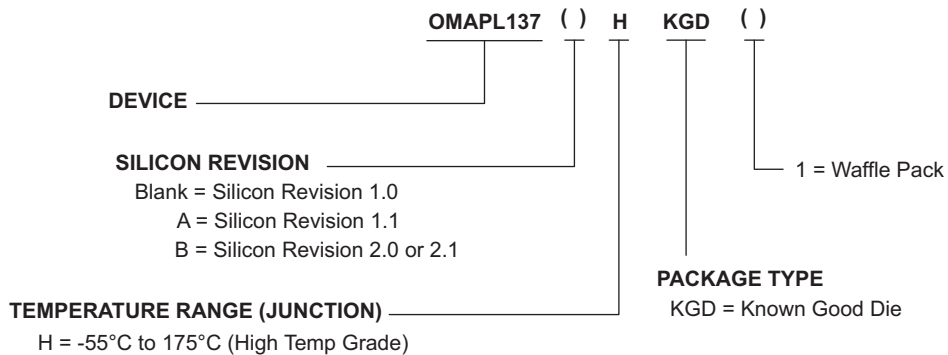 OMAPL137 ( ) H KGD ( )
DEVICE
SILICON REVISION
Blank = Silicon Revision 1.0
A = Silicon Revision 1.1
B = Silicon Revision 2.0 or 2.1
1 = Waffle Pack
PACKAGE TYPE
KGD = Known Good Die
TEMPERATURE RANGE (JUNCTION)
H = -55°C to 175°C (High Temp Grade)